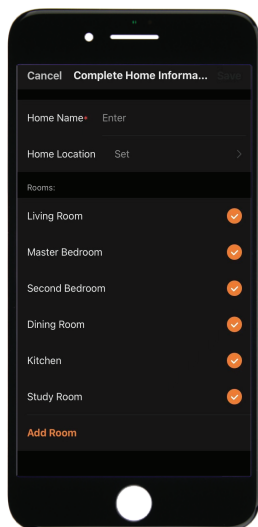 Cancel Complete Home Informa... Save
Home Name* Enter
Home Location Set
Rooms:
Living Room
Master Bedroom
Second Bedroom
Dining Room
Kitchen
Study Room
Add Room